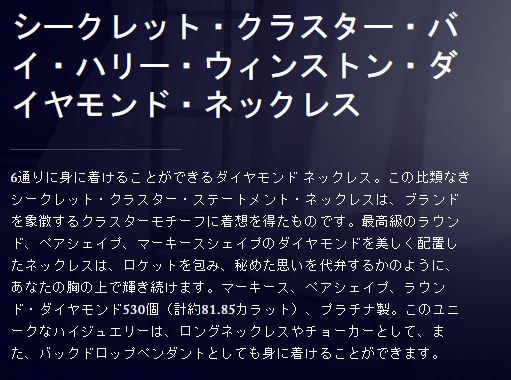 シークレット・クラスター・バ
イ・ハリー・ウィンストン・ダ
イヤモンド・ネックレス
6通りに身に着けることができるダイヤモンド ネックレス。この比類なき
シークレット・クラスター・ステートメント・ネックレスは、ブランド
を象徴するクラスターモチーフに着想を得たものです。最高級のラウン
ド、ペアシェイプ、マーキースシェイプのダイヤモンドを美しく配置し
たネックレスは、ロケットを包み、秘めた思いを代弁するかのように、
あなたの胸の上で輝き続けます。マーキース、ペアシェイプ、ラウン
ド・ダイヤモンド530個（計約81.85カラット）、プラチナ製。このユニ
ークなハイジュエリーは、ロングネックレスやチョーカーとして、ま
た、バックドロップペンダントとしても身に着けることができます。